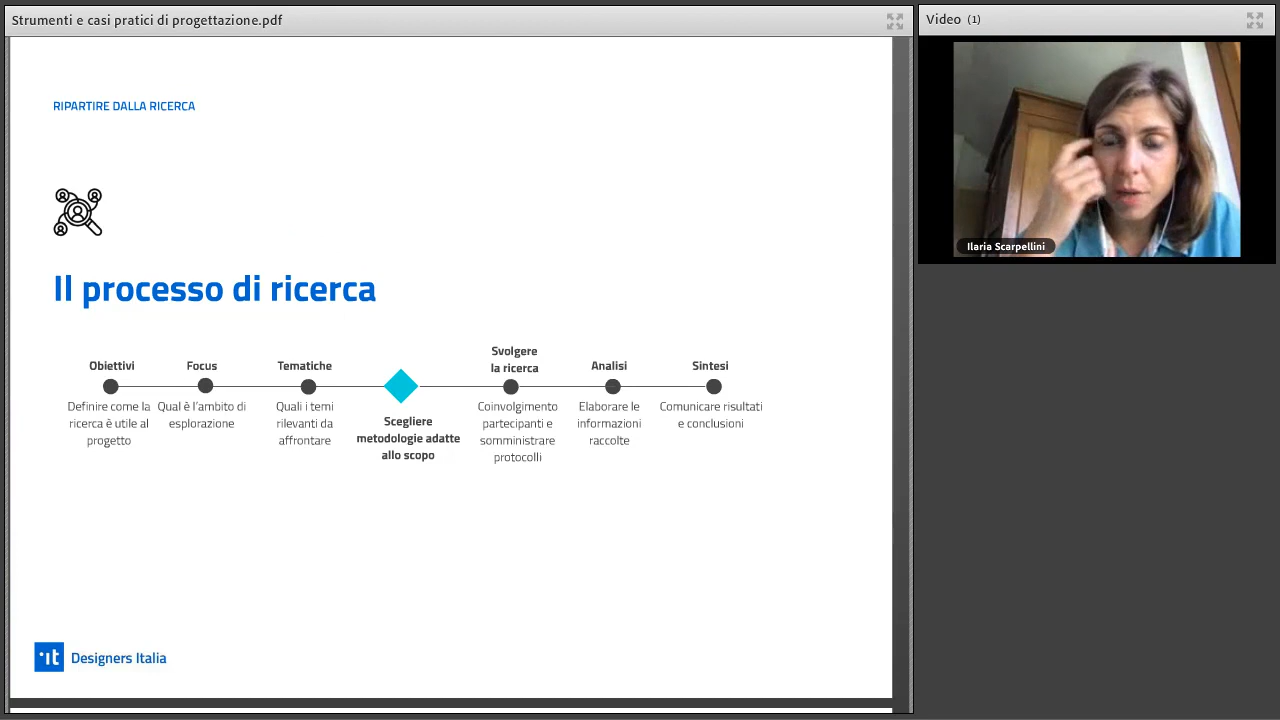 Strumenti e casi pratici di progettazione.pdf
Video (1)
RIPARTIRE DALLA RICERCA
Ilaria Scarpellini
Il processo di ricerca
Obiettivi
Definire come la
ricerca è utile al
progetto
Focus
Qual è l'ambito di
esplorazione
Tematiche
Quali i temi
rilevanti da
affrontare
Scegliere
metodologie adatte
allo scopo
Svolgere
la ricerca
Coinvolgimento
partecipanti e
somministrare
protocolli
Analisi
Elaborare le
informazioni
raccolte
Sintesi
Comunicare risultati
e conclusioni
it Designers Italia